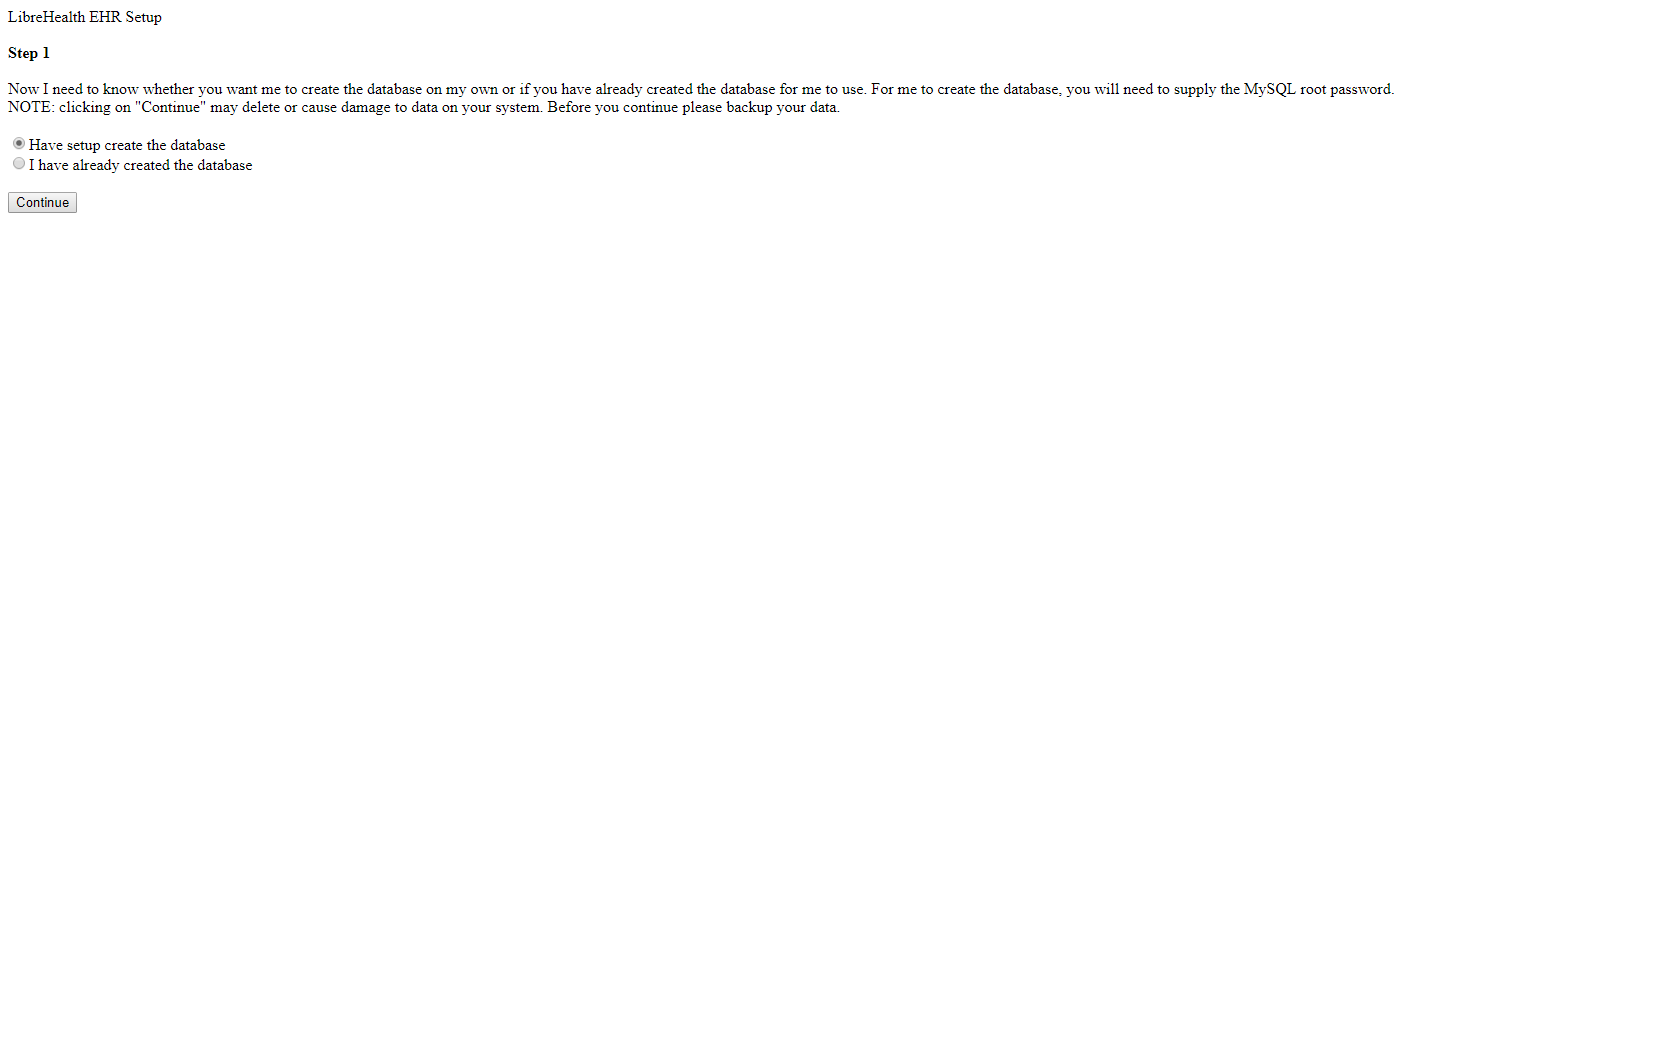 LibreHealth EHR Setup
Step 1
Now I need to know whether you want me to create the database on my own or if you have already created the database for me to use. For me to create the database, you will need to supply the MySQL root password.
NOTE: clicking on "Continue" may delete or cause damage to data on your system. Before you continue please backup your data.
Have setup create the database
I have already created the database
Continue